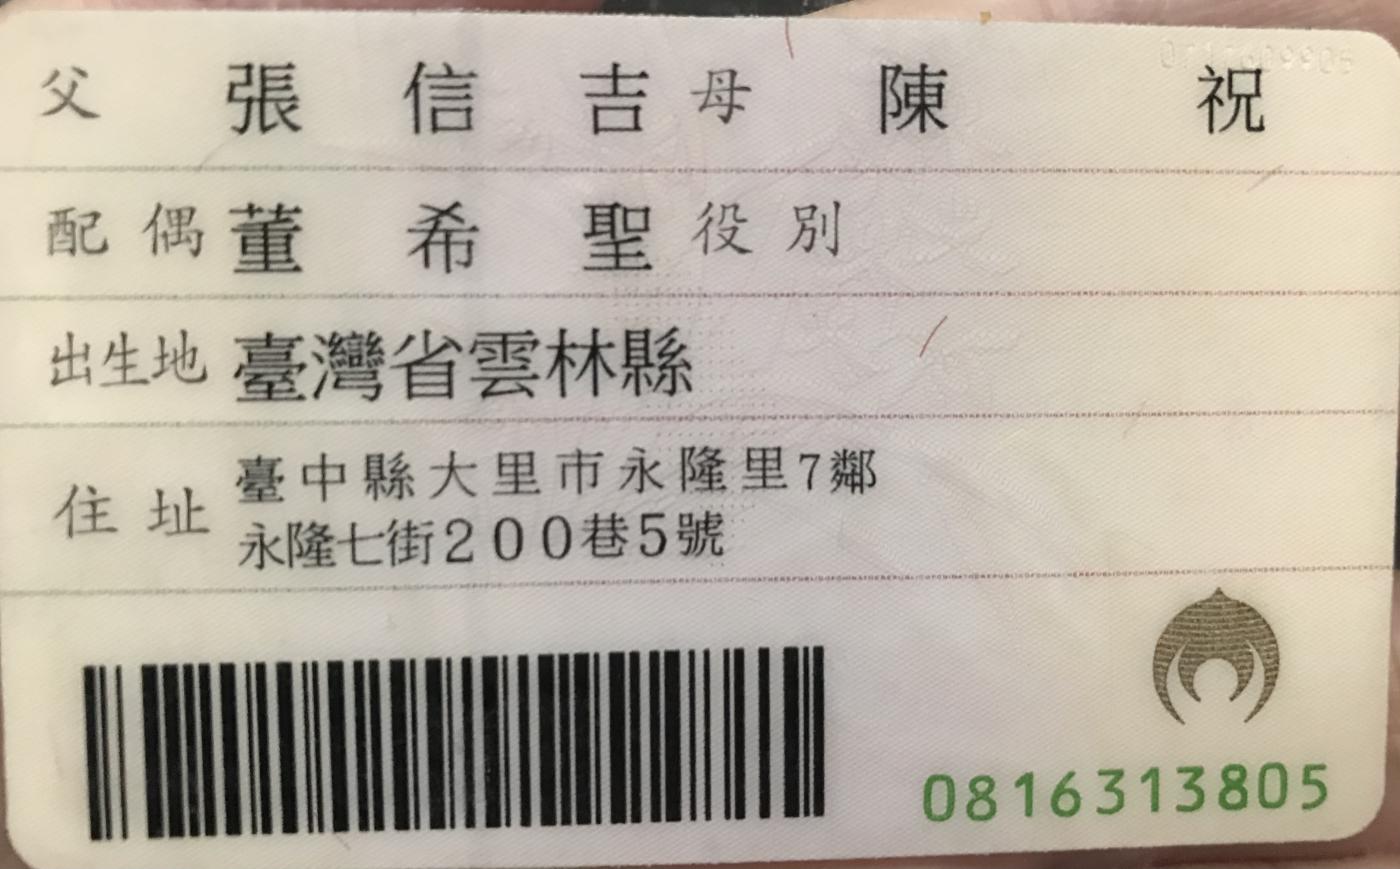 父 張信吉 母 陳祝
配偶 董希聖 役別
出生地 臺灣省雲林縣
住址 臺中縣大里市永隆里7鄰
永隆七街200巷5號
0816313805